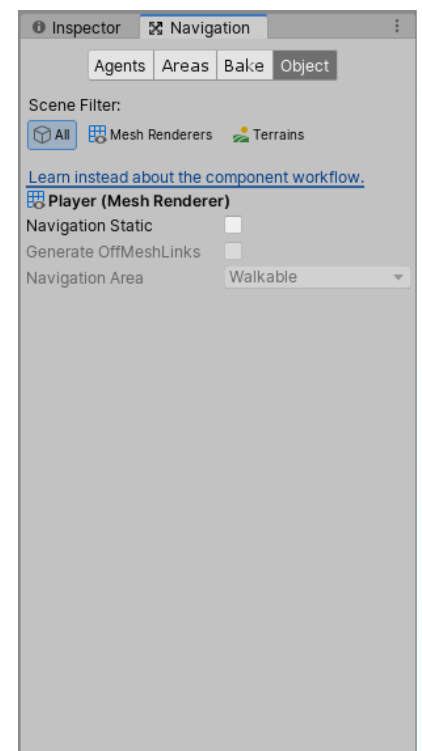 Inspector Navigation
Agents Areas Bake Object
Scene Filter:
All Mesh Renderers Terrains
Learn instead about the component workflow.
Player (Mesh Renderer)
Navigation Static
Generate OffMeshLinks
Navigation Area Walkable